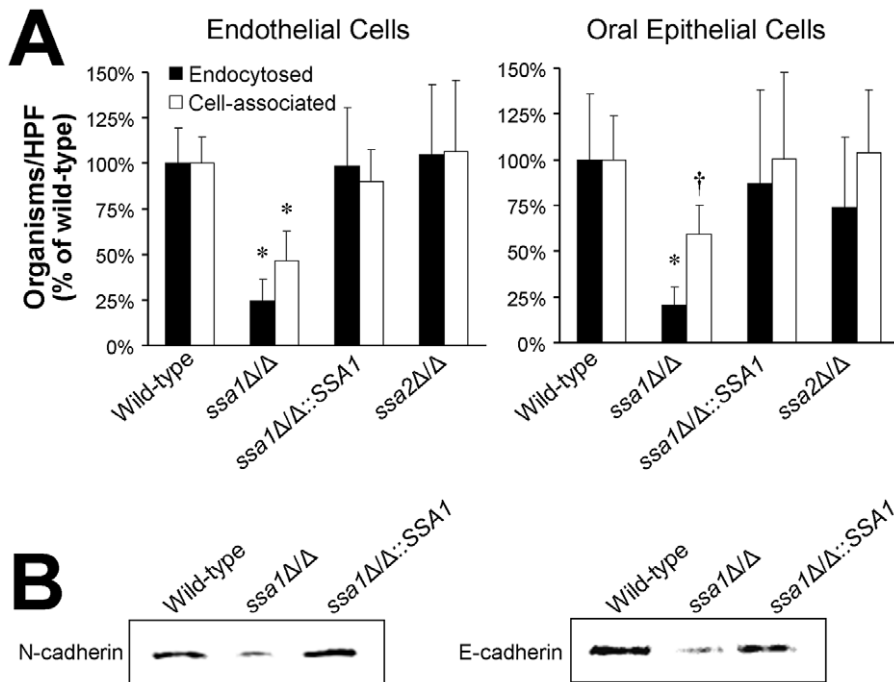 A
Endothelial Cells
Oral Epithelial Cells
Organisms/HPF
(% of wild-type)
150%
125%
100%
75%
50%
25%
0%
Endocytosed
Cell-associated
*
*
Wild-type
ssa1Δ/Δ
ssa1Δ/Δ::SSA1
ssa2Δ/Δ
150%
125%
100%
75%
50%
25%
0%
*
†
Wild-type
ssa1Δ/Δ
ssa1Δ/Δ::SSA1
ssa2Δ/Δ
B
Wild-type
ssa1Δ/Δ
ssa1Δ/Δ::SSA1
N-cadherin
Wild-type
ssa1Δ/Δ
ssa1Δ/Δ::SSA1
E-cadherin